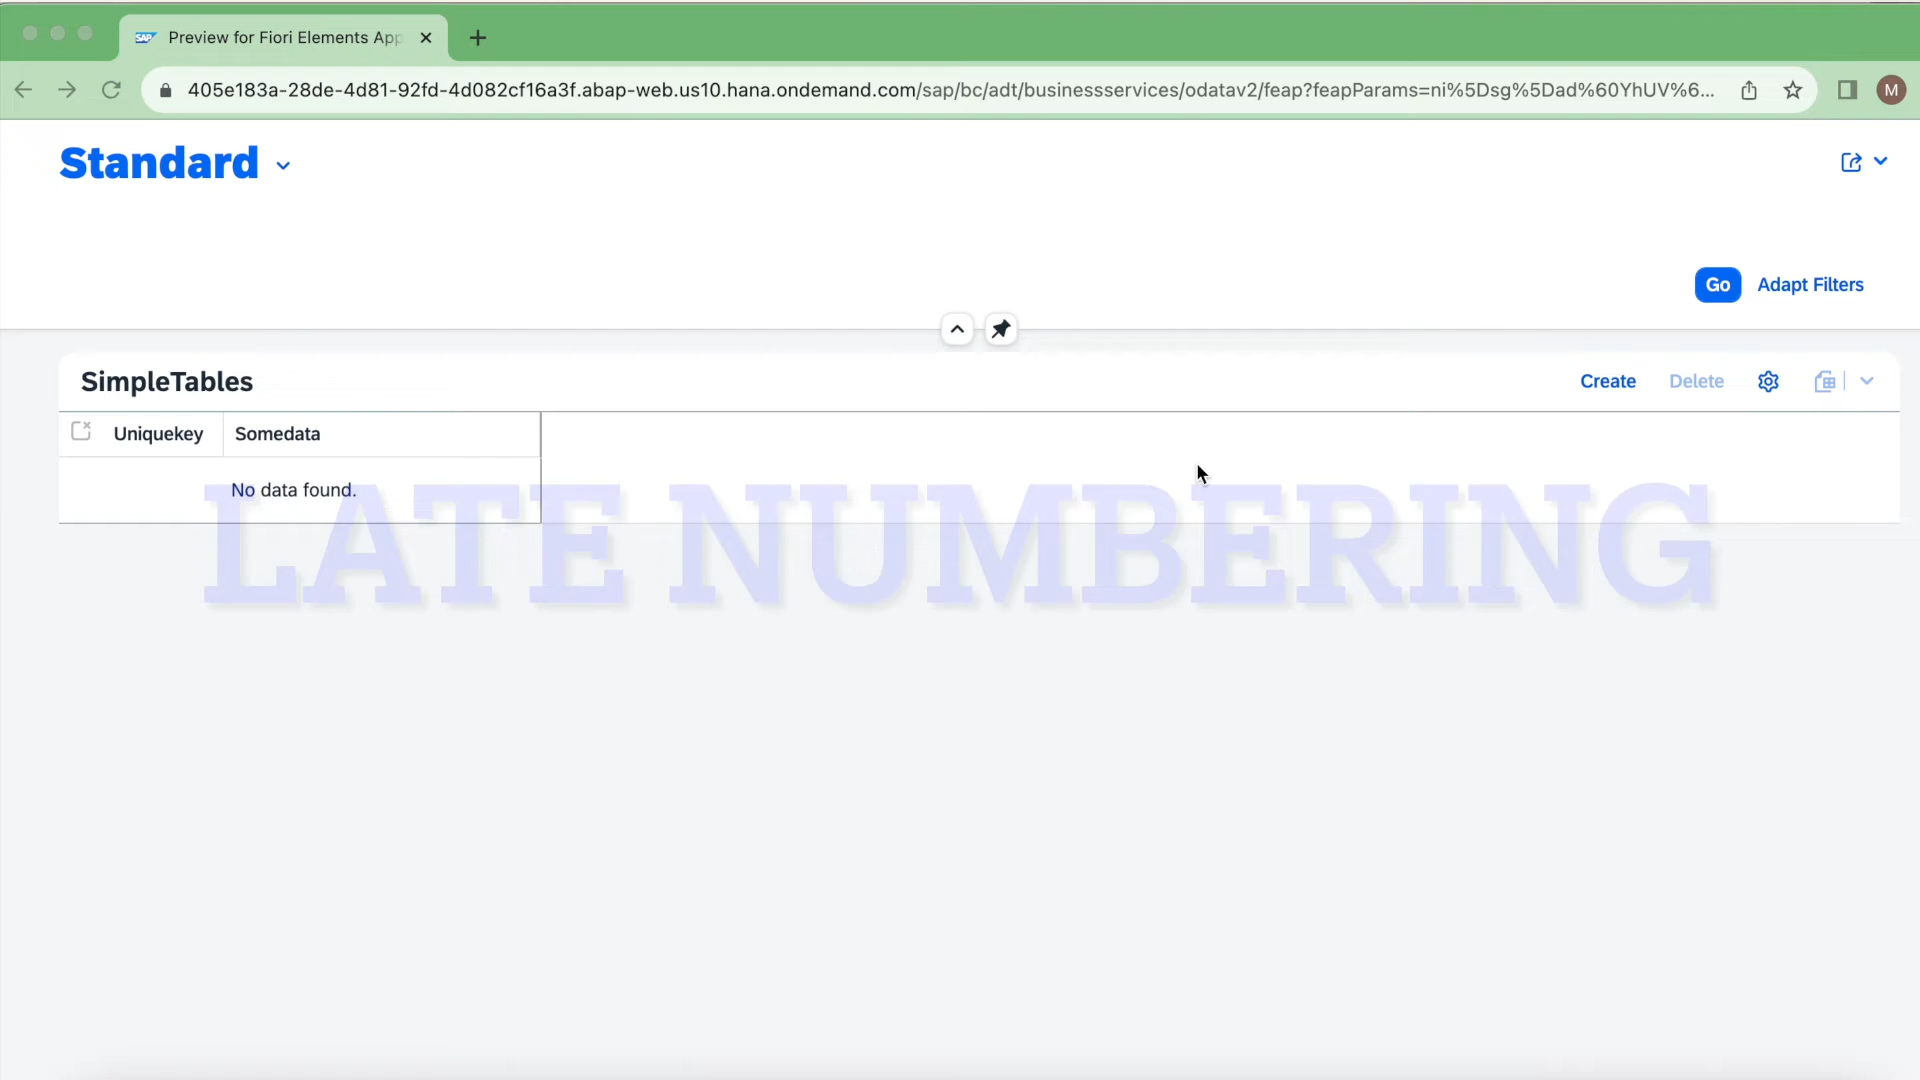 SAP Preview for Fiori Elements App
405e183a-28de-4d81-92fd-4d082cf16a3f.abap-web.us10.hana.ondemand.com/sap/bc/adt/businessservices/odatav2/feap?feapParams=ni%5Dsg%5Dad%60YhUV%6... M
Standard
Go Adapt Filters
SimpleTables Create Delete
Uniquekey Somedata
No data found.
LATE NUMBERING